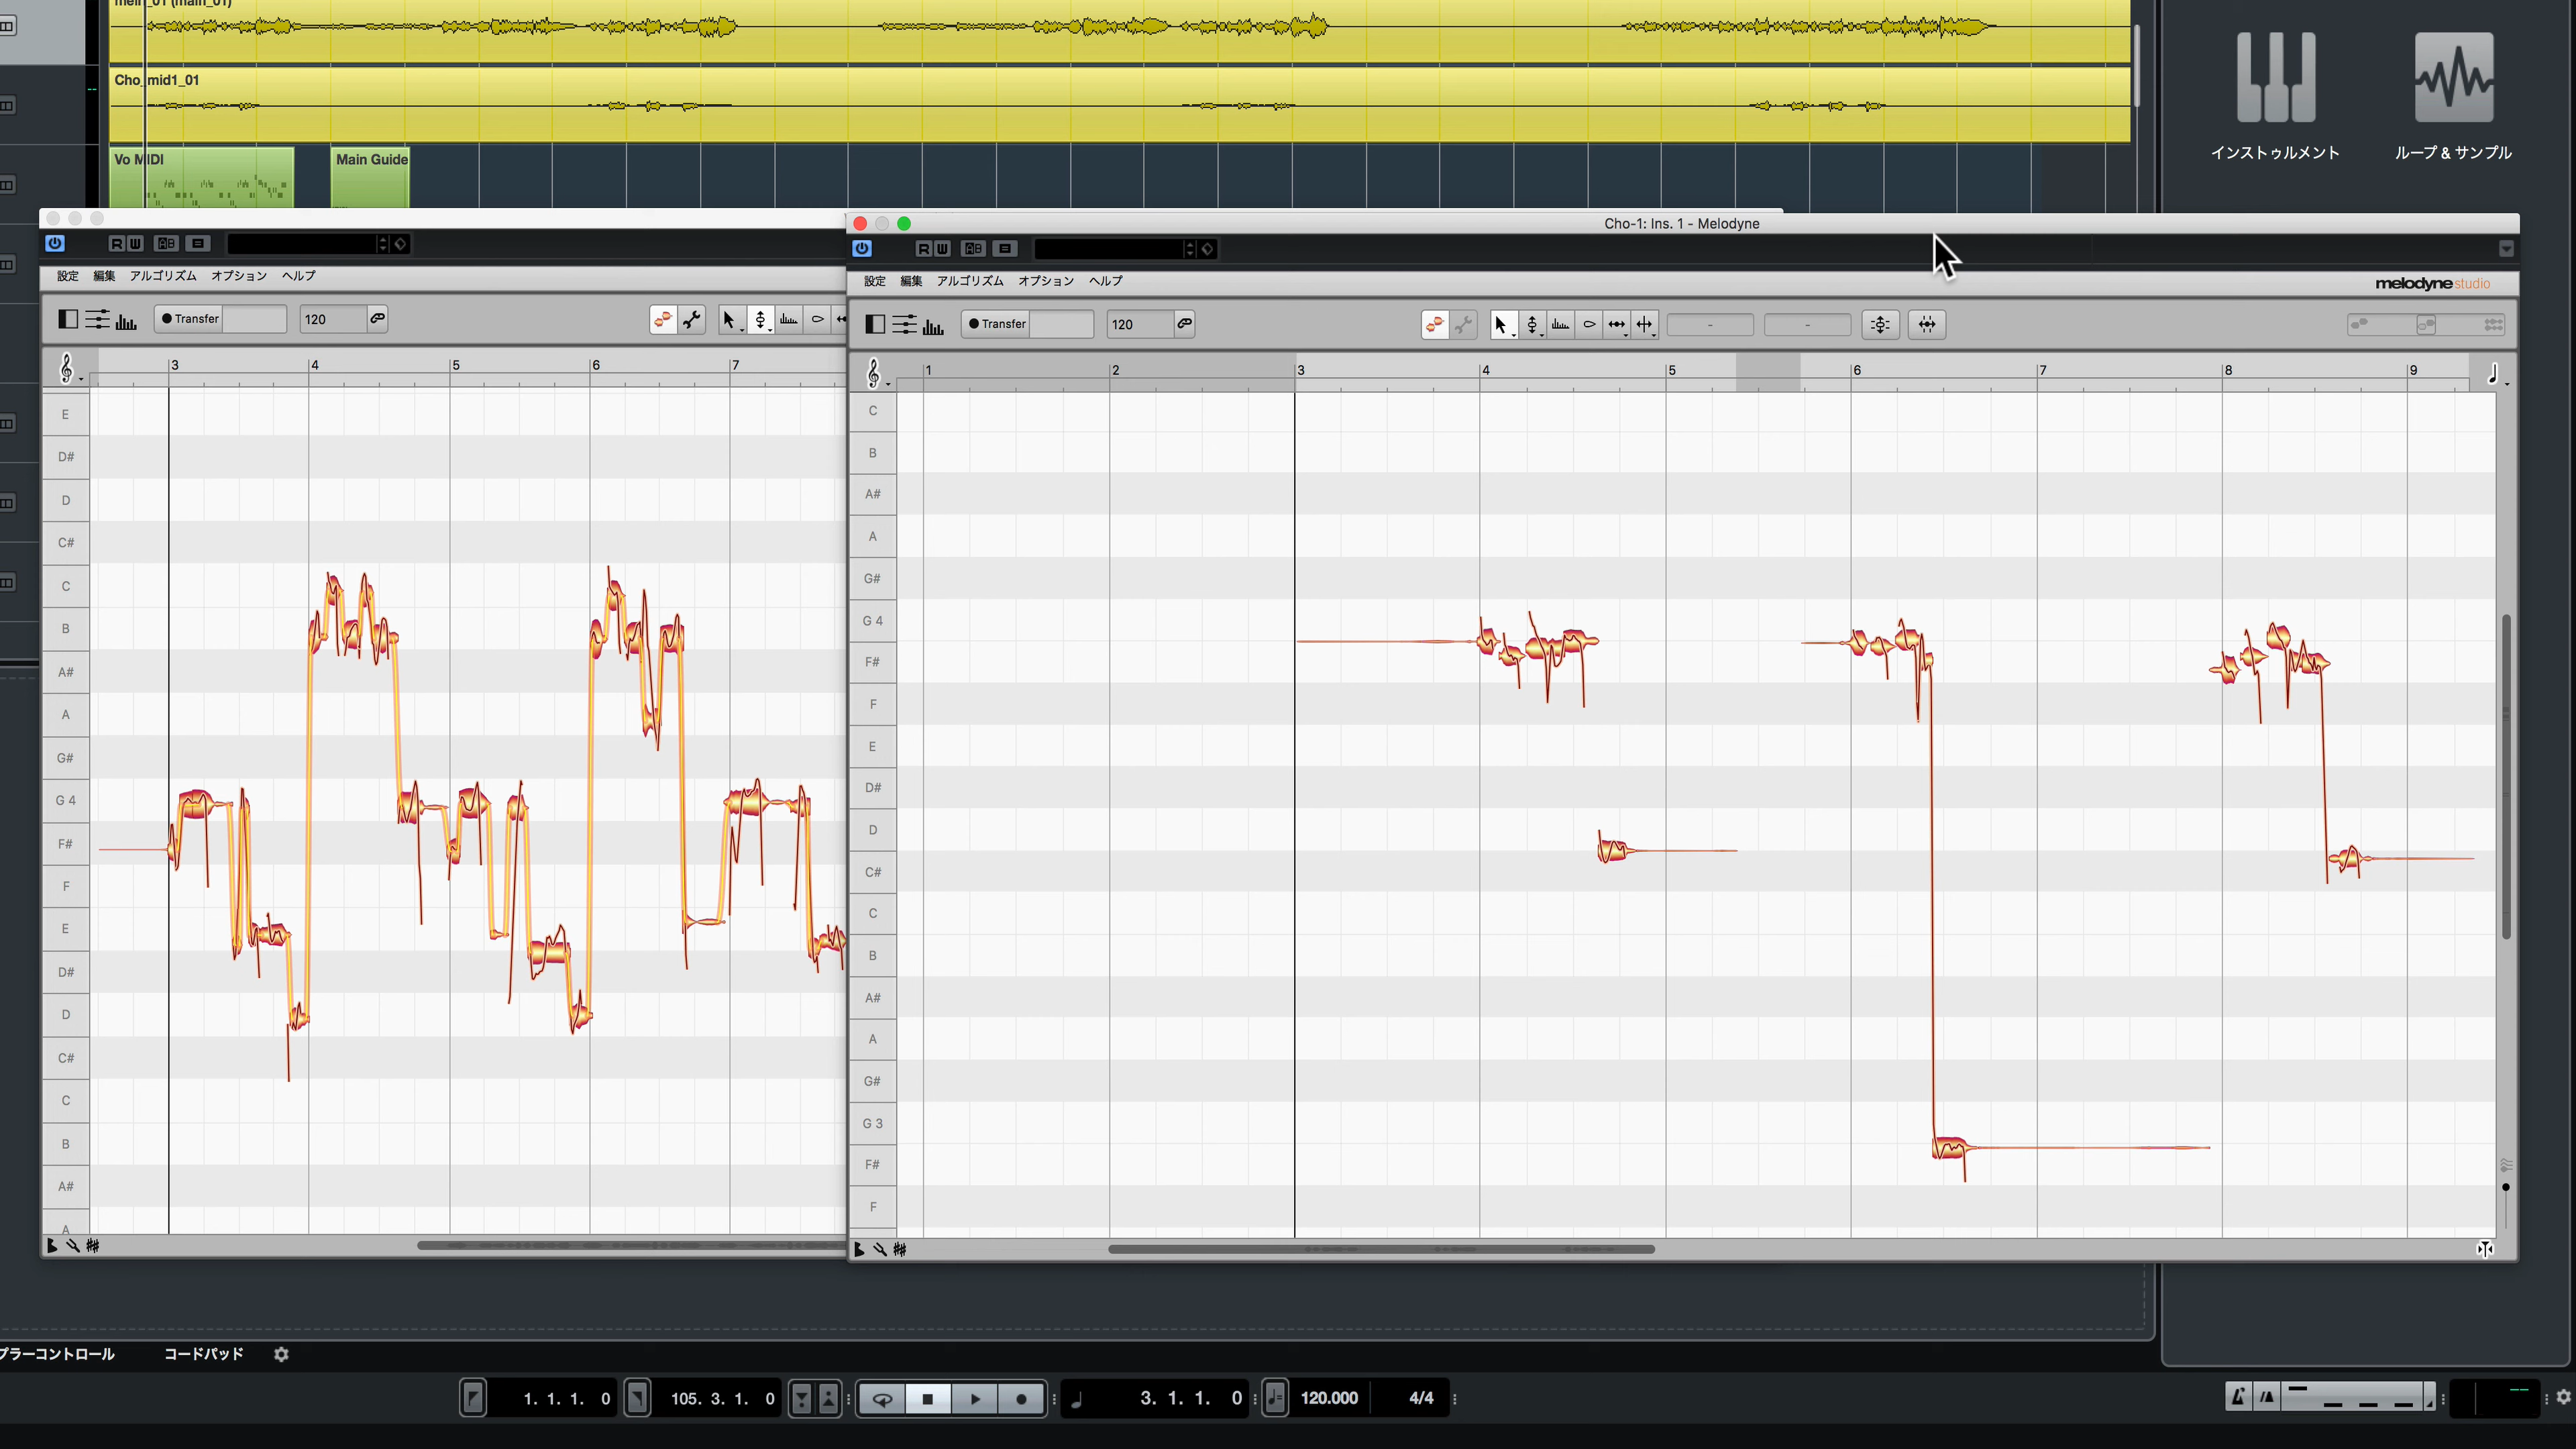 mein_01 (main_01)
Cho_mid1_01
Vo MIDI
Main Guide
インストゥルメント
ループ & サンプル
Cho-1: Ins. 1 - Melodyne
R W
設定 編集 アルゴリズム オプション ヘルプ
Transfer
120
3 4 5 6 7
E
D#
D
C#
C
B
A#
A
G#
G 4
F#
F
E
D#
D
C#
C
B
A#
A
R W
設定 編集 アルゴリズム オプション ヘルプ
melodyne studio
Transfer
120
- -
1 2 3 4 5 6 7 8 9
C
B
A#
A
G#
G 4
F#
F
E
D#
D
C#
C
B
A#
A
G#
G 3
F#
F
プラーコントロール コードパッド
1. 1. 1. 0
105. 3. 1. 0
3. 1. 1. 0
120.000
4/4